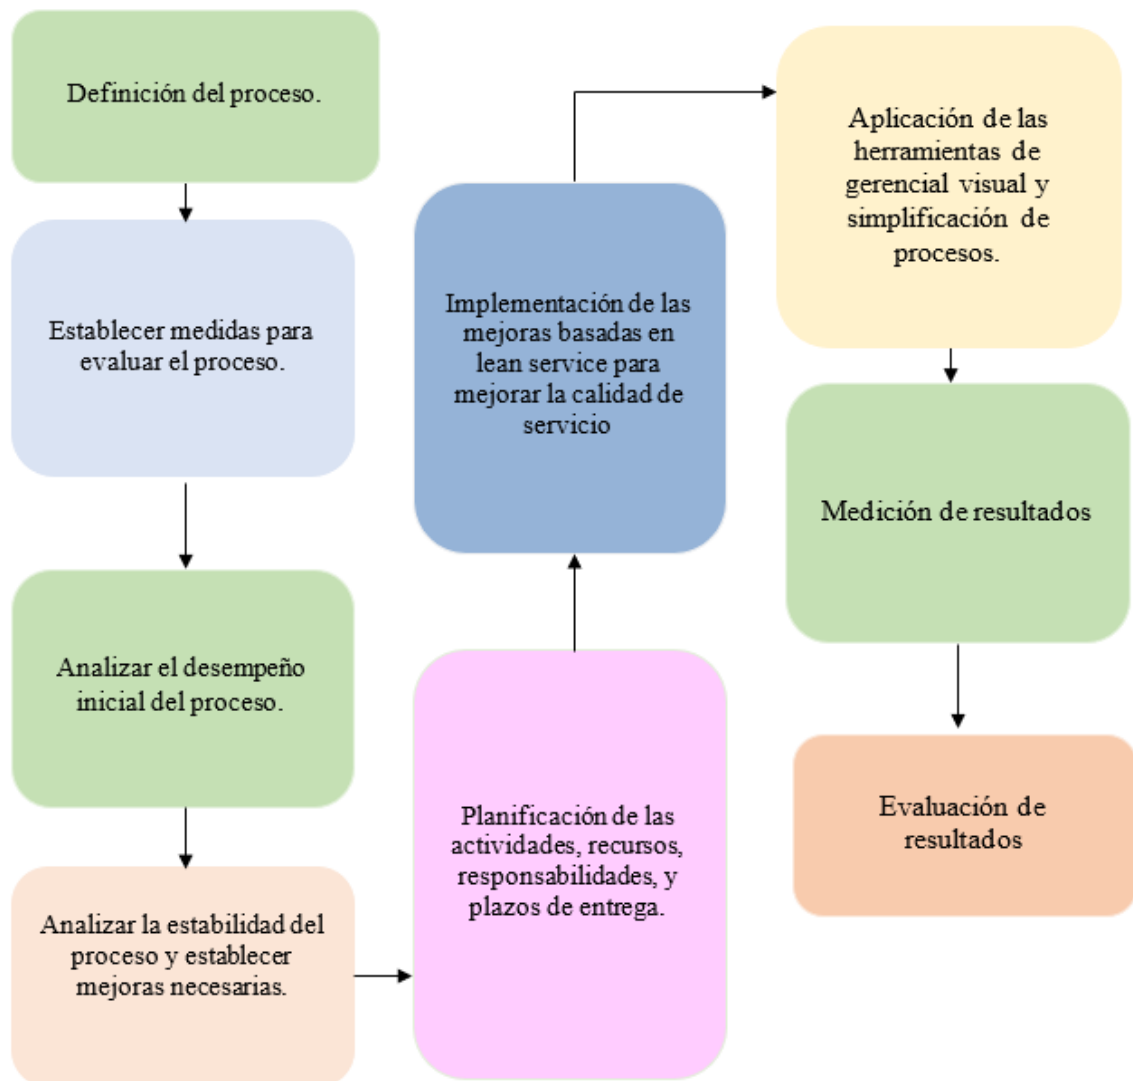 Definición del proceso.
Establecer medidas para
evaluar el proceso.
Analizar el desempeño
inicial del proceso.
Analizar la estabilidad del
proceso y establecer
mejoras necesarias.
Planificación de las
actividades, recursos,
responsabilidades, y
plazos de entrega.
Implementación de las
mejoras basadas en
lean service para
mejorar la calidad de
servicio
Aplicación de las
herramientas de
gerencial visual y
simplificación de
procesos.
Medición de resultados
Evaluación de
resultados